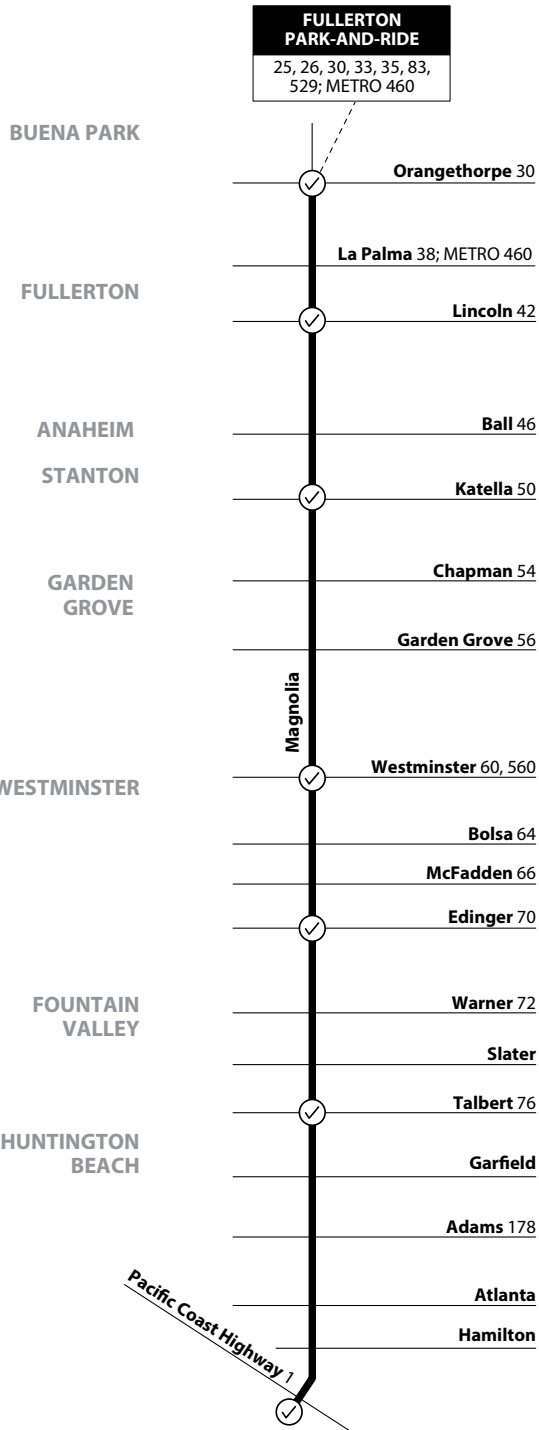 FULLERTON
PARK-AND-RIDE
25, 26, 30, 33, 35, 83,
529; METRO 460
BUENA PARK
Orangethorpe 30
La Palma 38; METRO 460
FULLERTON
Lincoln 42
ANAHEIM
Ball 46
STANTON
Katella 50
Chapman 54
GARDEN
GROVE
Garden Grove 56
Magnolia
Westminster 60, 560
WESTMINSTER
Bolsa 64
McFadden 66
Edinger 70
FOUNTAIN
VALLEY
Warner 72
Slater
Talbert 76
HUNTINGTON
BEACH
Garfield
Adams 178
Pacific Coast Highway 1
Atlanta
Hamilton